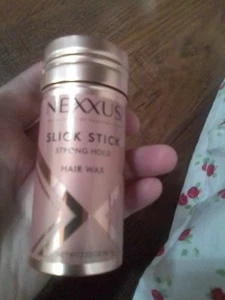 NEXXUS
SLICK STICK
STRONG HOLD
HAIR WAX